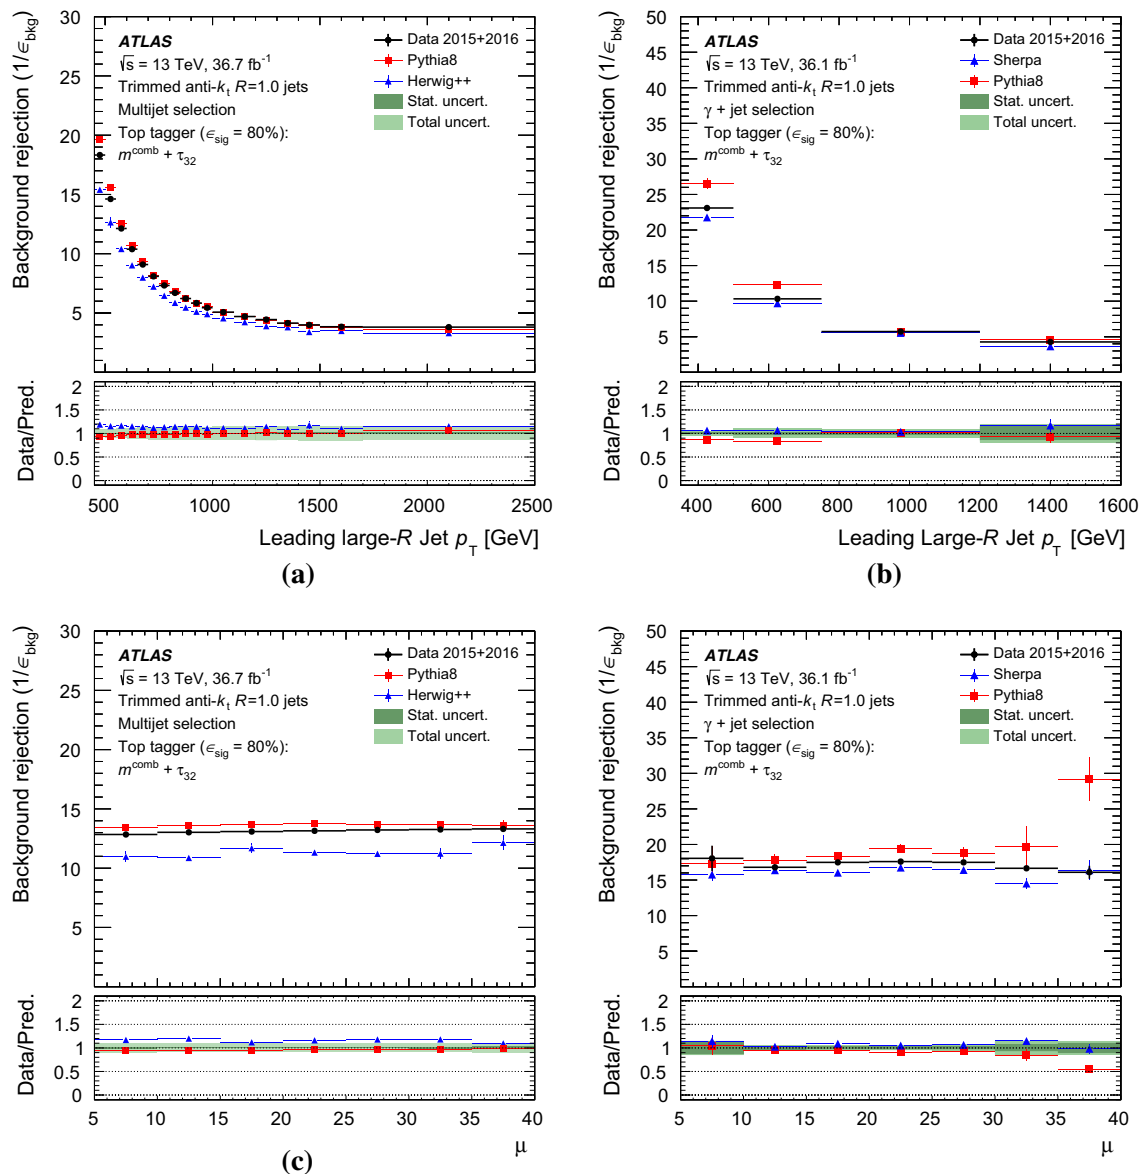 Background rejection (1/ϵbkg)
30
25
20
15
10
5
ATLAS
√s = 13 TeV, 36.7 fb⁻¹
Trimmed anti-kt R=1.0 jets
Multijet selection
Top tagger (ϵsig = 80%):
mcomb + τ32
Data 2015+2016
Pythia8
Herwig++
Stat. uncert.
Total uncert.
Data/Pred.
2
1.5
1
0.5
0
500 1000 1500 2000 2500
Leading large-R Jet pT [GeV]
(a)
Background rejection (1/ϵbkg)
50
45
40
35
30
25
20
15
10
5
ATLAS
√s = 13 TeV, 36.1 fb⁻¹
Trimmed anti-kt R=1.0 jets
γ + jet selection
Top tagger (ϵsig = 80%):
mcomb + τ32
Data 2015+2016
Sherpa
Pythia8
Stat. uncert.
Total uncert.
Data/Pred.
2
1.5
1
0.5
0
400 600 800 1000 1200 1400 1600
Leading Large-R Jet pT [GeV]
(b)
Background rejection (1/ϵbkg)
30
25
20
15
10
5
ATLAS
√s = 13 TeV, 36.7 fb⁻¹
Trimmed anti-kt R=1.0 jets
Multijet selection
Top tagger (ϵsig = 80%):
mcomb + τ32
Data 2015+2016
Pythia8
Herwig++
Stat. uncert.
Total uncert.
Data/Pred.
2
1.5
1
0.5
0
5 10 15 20 25 30 35 40
μ
(c)
Background rejection (1/ϵbkg)
50
45
40
35
30
25
20
15
10
5
ATLAS
√s = 13 TeV, 36.1 fb⁻¹
Trimmed anti-kt R=1.0 jets
γ + jet selection
Top tagger (ϵsig = 80%):
mcomb + τ32
Data 2015+2016
Sherpa
Pythia8
Stat. uncert.
Total uncert.
Data/Pred.
2
1.5
1
0.5
0
5 10 15 20 25 30 35 40
μ